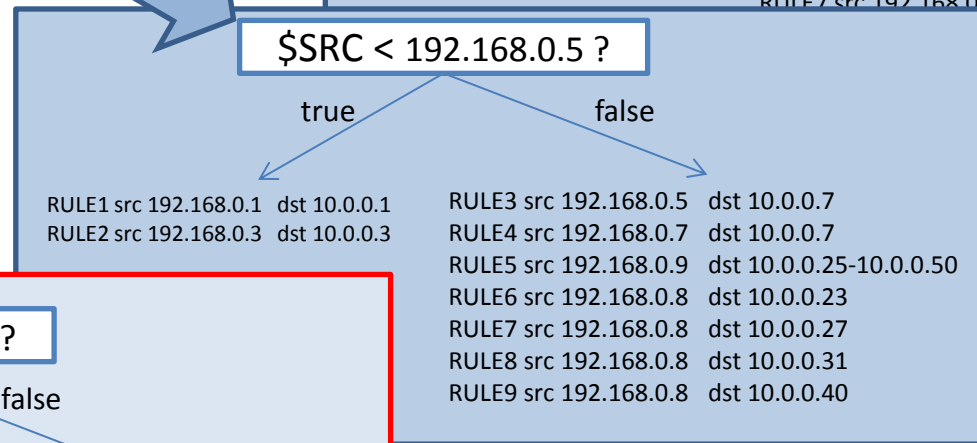 RULE7 src 192.168.0
$SRC < 192.168.0.5 ?
true false
RULE1 src 192.168.0.1 dst 10.0.0.1
RULE2 src 192.168.0.3 dst 10.0.0.3
RULE3 src 192.168.0.5 dst 10.0.0.7
RULE4 src 192.168.0.7 dst 10.0.0.7
RULE5 src 192.168.0.9 dst 10.0.0.25-10.0.0.50
RULE6 src 192.168.0.8 dst 10.0.0.23
RULE7 src 192.168.0.8 dst 10.0.0.27
RULE8 src 192.168.0.8 dst 10.0.0.31
RULE9 src 192.168.0.8 dst 10.0.0.40
?
false